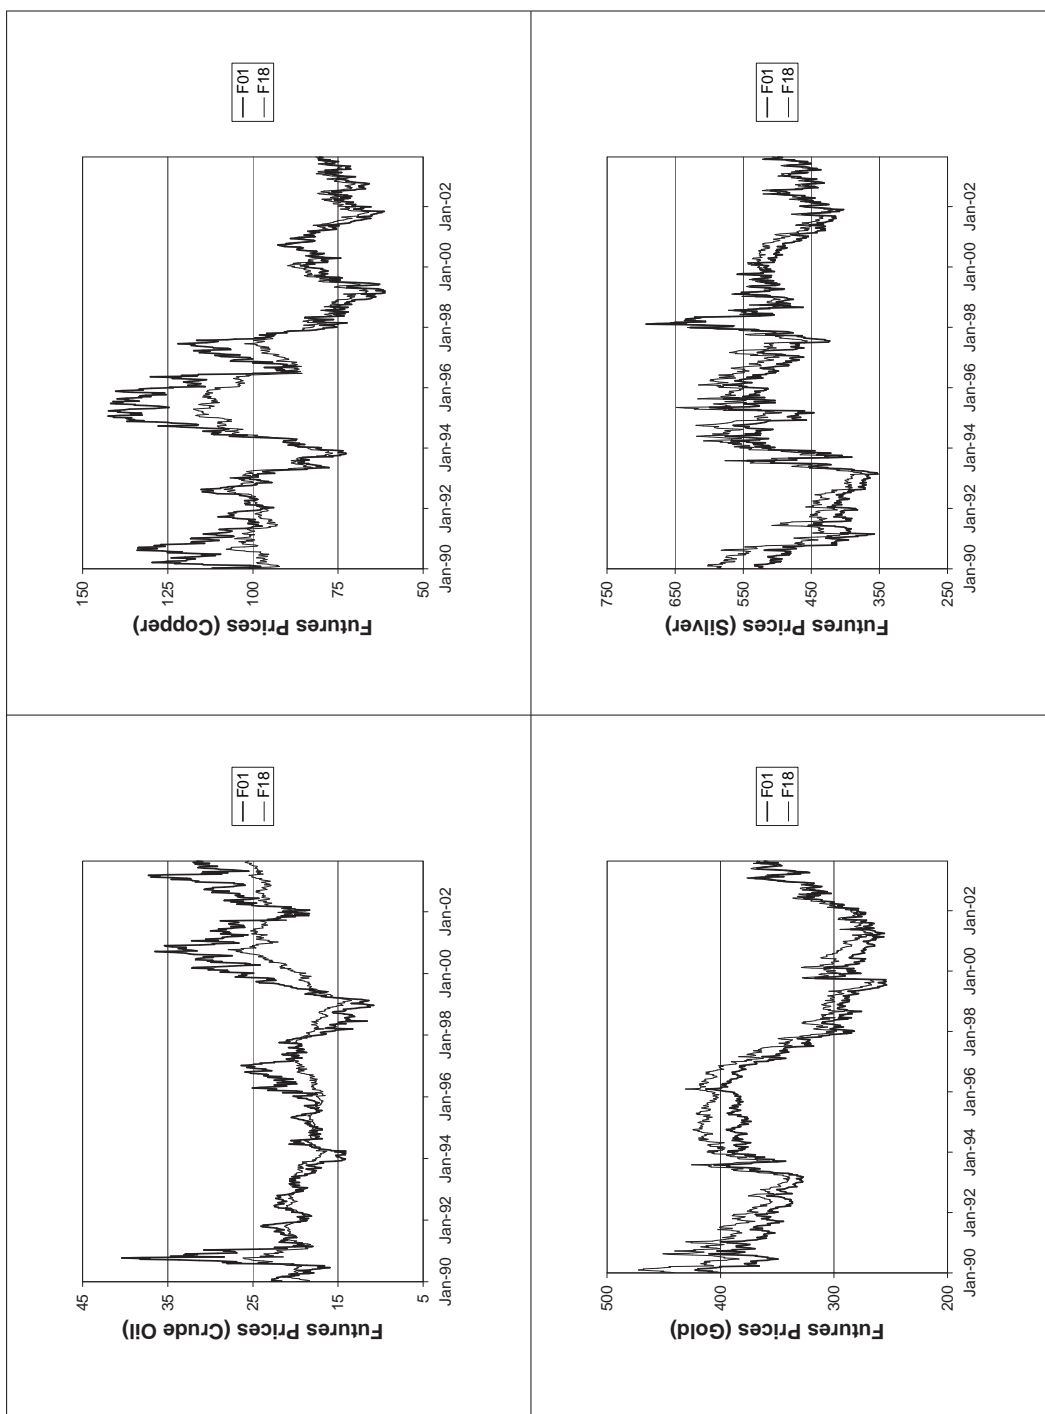 Futures Prices (Crude Oil)
45
35
25
15
5
Jan-90 Jan-92 Jan-94 Jan-96 Jan-98 Jan-00 Jan-02
F01
F18
Futures Prices (Copper)
150
125
100
75
50
Jan-90 Jan-92 Jan-94 Jan-96 Jan-98 Jan-00 Jan-02
F01
F18
Futures Prices (Gold)
500
400
300
200
Jan-90 Jan-92 Jan-94 Jan-96 Jan-98 Jan-00 Jan-02
F01
F18
Futures Prices (Silver)
750
650
550
450
350
250
Jan-90 Jan-92 Jan-94 Jan-96 Jan-98 Jan-00 Jan-02
F01
F18